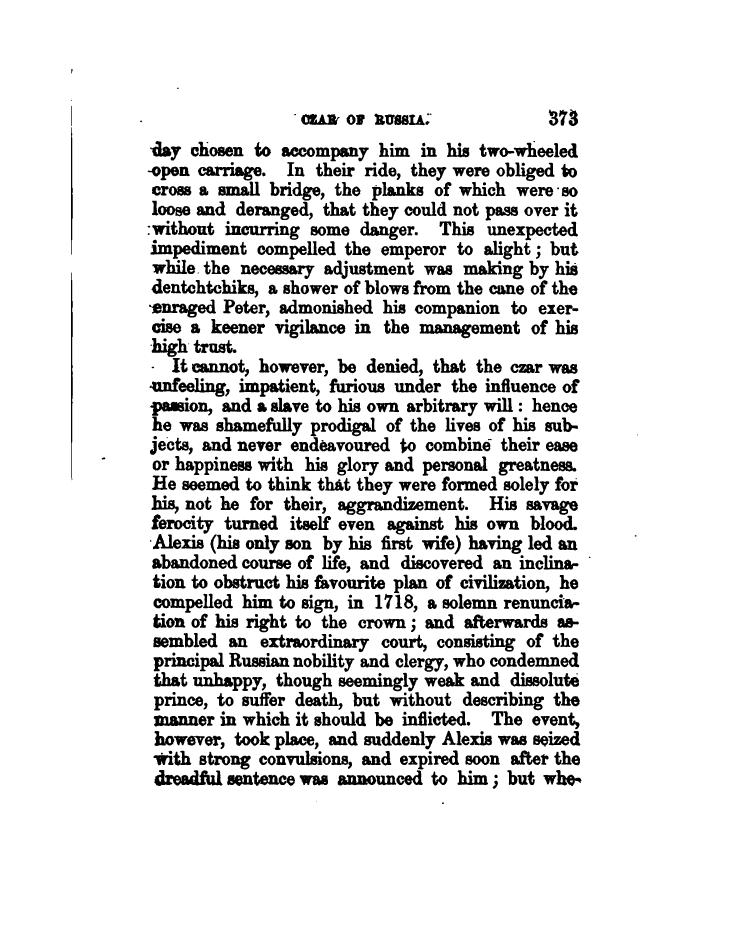 CZAR OF RUSSIA. 373
day chosen to accompany him in his two-wheeled
open carriage. In their ride, they were obliged to
cross a small bridge, the planks of which were so
loose and deranged, that they could not pass over it
without incurring some danger. This unexpected
impediment compelled the emperor to alight; but
while the necessary adjustment was making by his
dentchtchiks, a shower of blows from the cane of the
enraged Peter, admonished his companion to exer-
cise a keener vigilance in the management of his
high trust.
It cannot, however, be denied, that the czar was
unfeeling, impatient, furious under the influence of
passion, and a slave to his own arbitrary will: hence
he was shamefully prodigal of the lives of his sub-
jects, and never endeavoured to combine their ease
or happiness with his glory and personal greatness.
He seemed to think that they were formed solely for
his, not he for their, aggrandizement. His savage
ferocity turned itself even against his own blood.
Alexis (his only son by his first wife) having led an
abandoned course of life, and discovered an inclina-
tion to obstruct his favourite plan of civilization, he
compelled him to sign, in 1718, a solemn renuncia-
tion of his right to the crown; and afterwards as-
sembled an extraordinary court, consisting of the
principal Russian nobility and clergy, who condemned
that unhappy, though seemingly weak and dissolute
prince, to suffer death, but without describing the
manner in which it should be inflicted. The event,
however, took place, and suddenly Alexis was seized
with strong convulsions, and expired soon after the
dreadful sentence was announced to him; but whe-